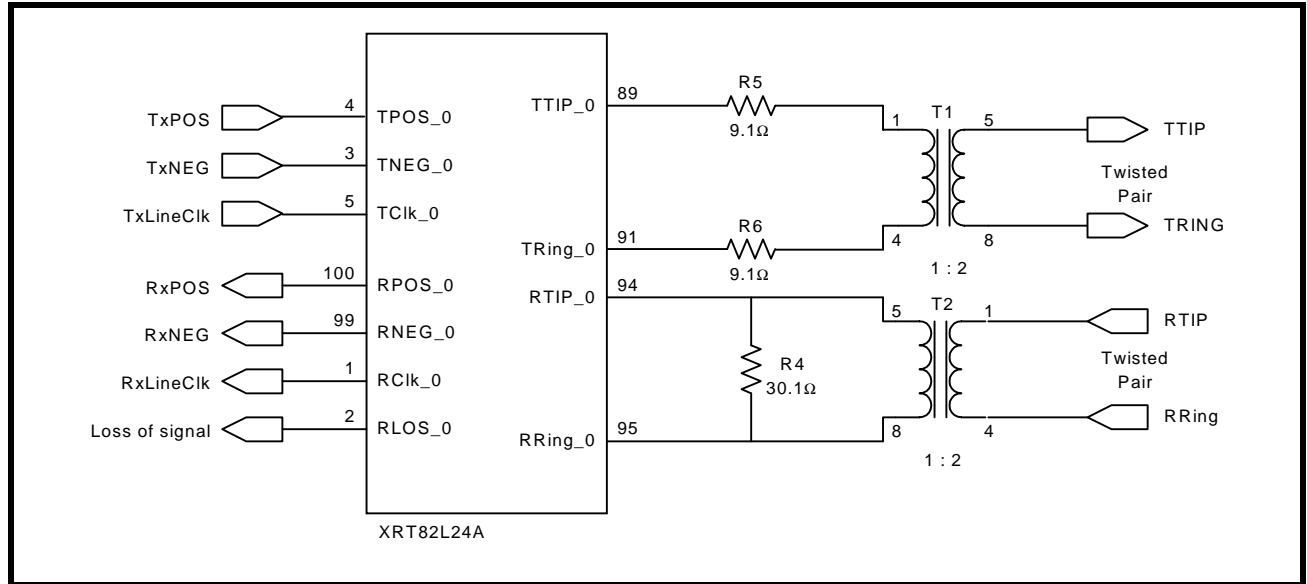 TxPOS
4
TPOS_0
TxNEG
3
TNEG_0
TxLineClk
5
TClk_0
RxPOS
100
RPOS_0
RxNEG
99
RNEG_0
RxLineClk
1
RClk_0
Loss of signal
2
RLOS_0
XRT82L24A
TTIP_0
89
R5
9.1Ω
TRing_0
91
R6
9.1Ω
T1
1
4
5
8
1 : 2
TTIP
Twisted
Pair
TRING
RTIP_0
94
R4
30.1Ω
RRing_0
95
T2
5
8
1
4
1 : 2
RTIP
Twisted
Pair
RRing